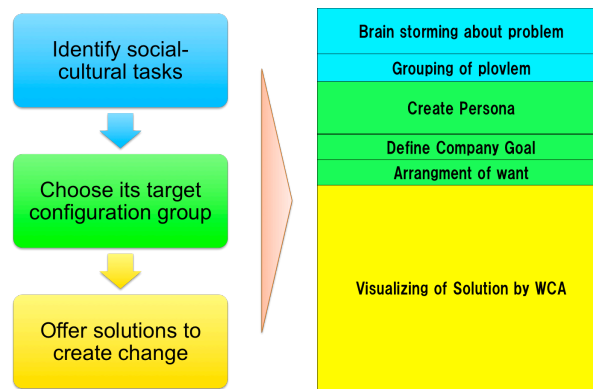 Identify social-
cultural tasks
Choose its target
configuration group
Offer solutions to
create change
Brain storming about problem
Grouping of plovlem
Create Persona
Define Company Goal
Arrangment of want
Visualizing of Solution by WCA